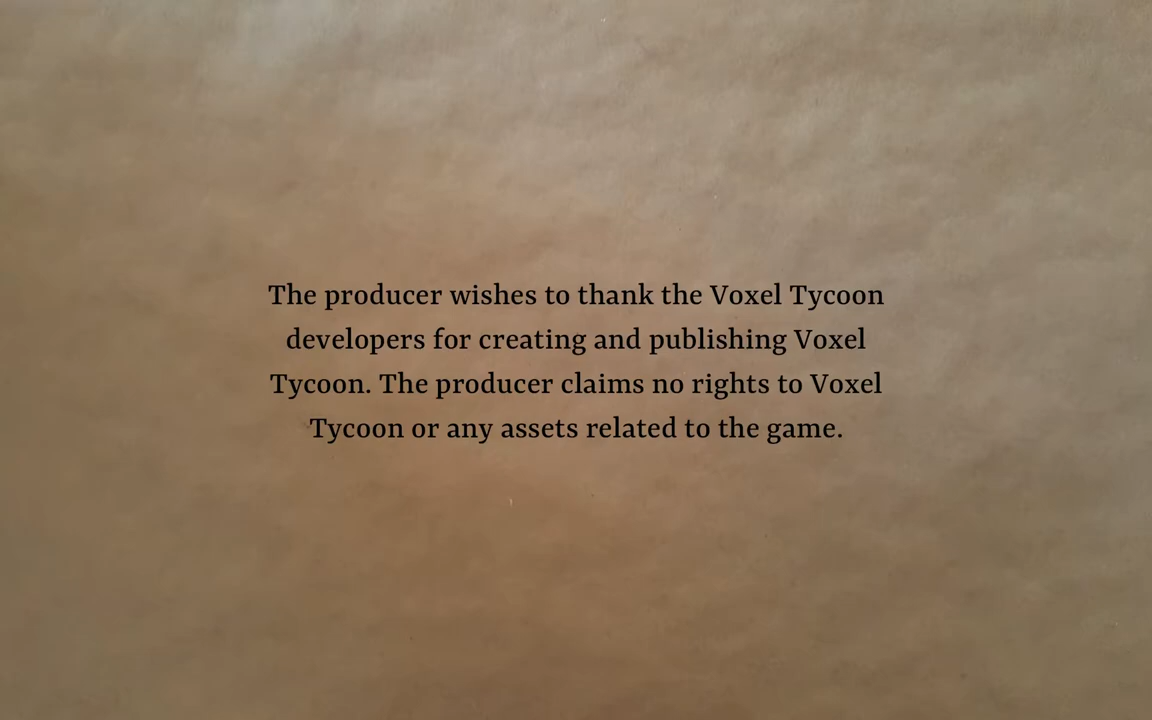 The producer wishes to thank the Voxel Tycoon
developers for creating and publishing Voxel
Tycoon. The producer claims no rights to Voxel
Tycoon or any assets related to the game.